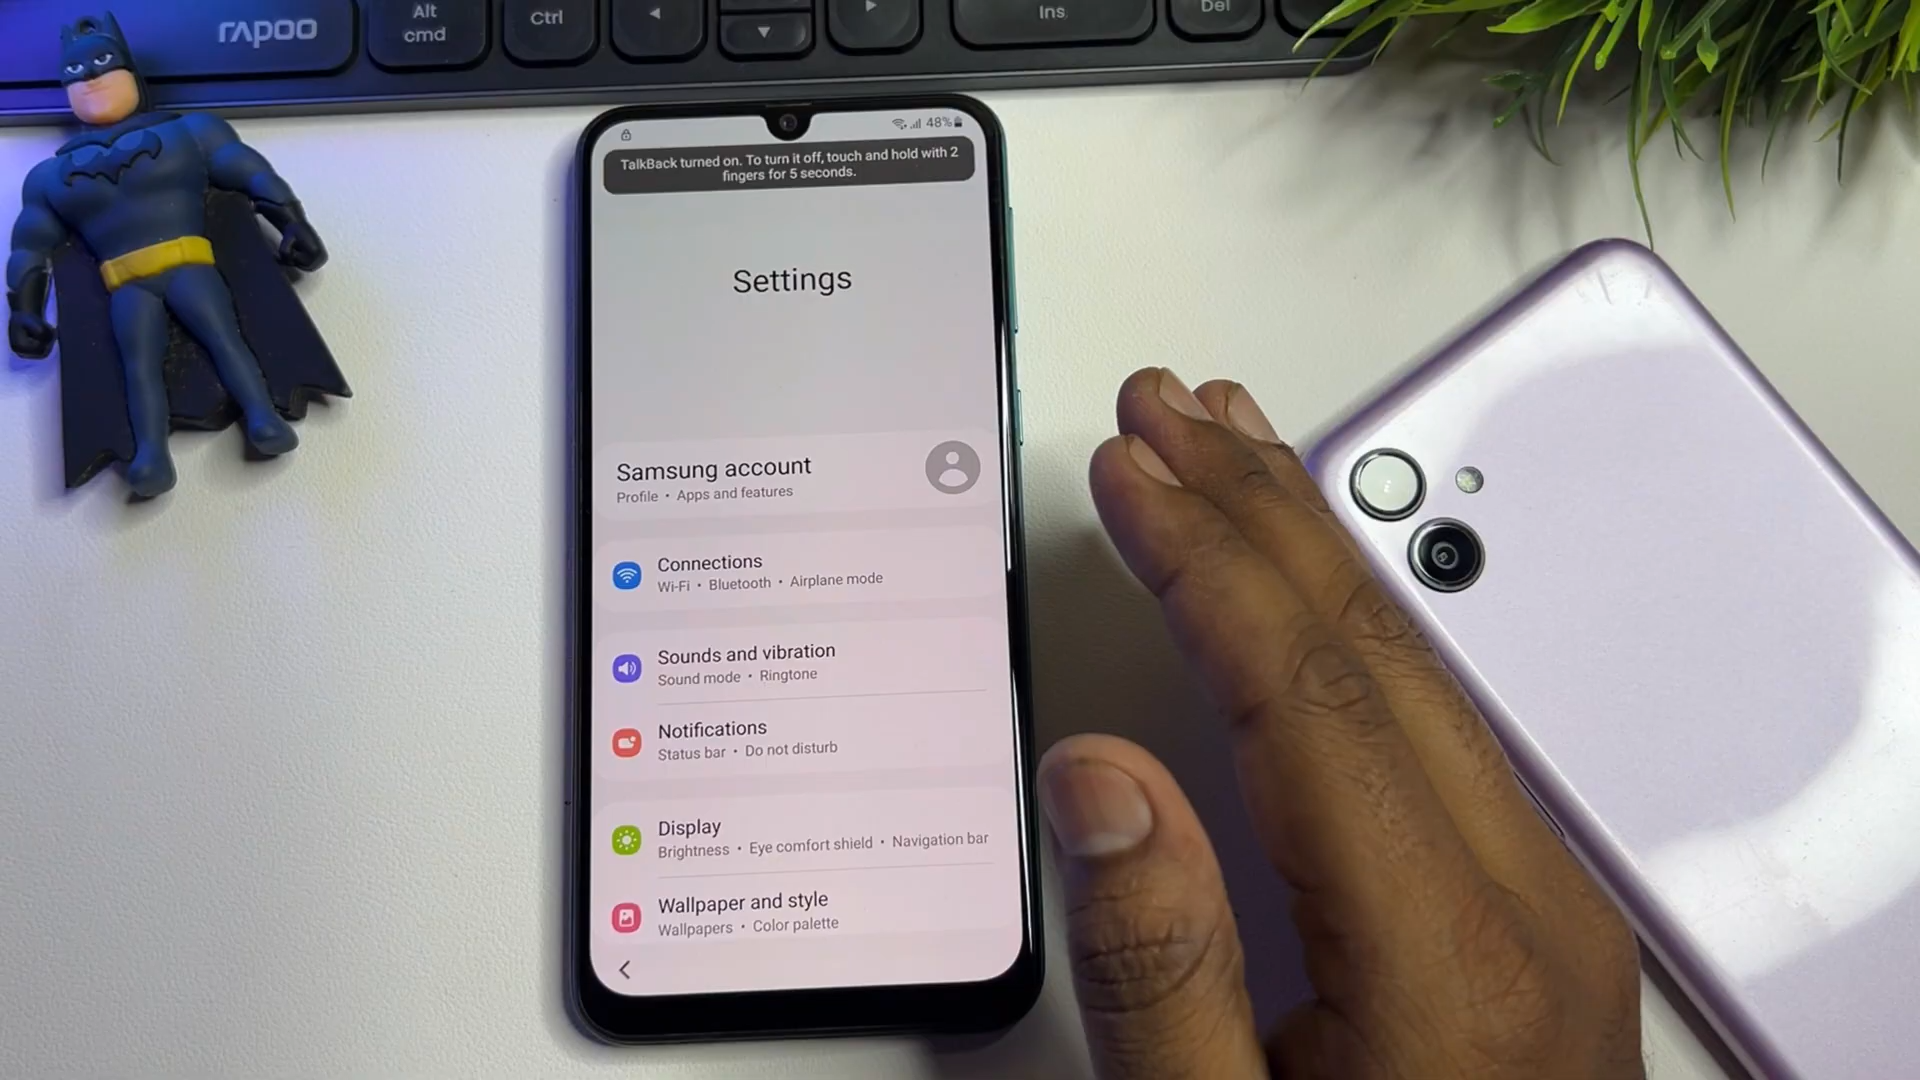 rapoo
Alt
cmd
Ctrl
Ins
Del
48%
TalkBack turned on. To turn it off, touch and hold with 2
fingers for 5 seconds.
Settings
Samsung account
Profile • Apps and features
Connections
Wi-Fi • Bluetooth • Airplane mode
Sounds and vibration
Sound mode • Ringtone
Notifications
Status bar • Do not disturb
Display
Brightness • Eye comfort shield • Navigation bar
Wallpaper and style
Wallpapers • Color palette